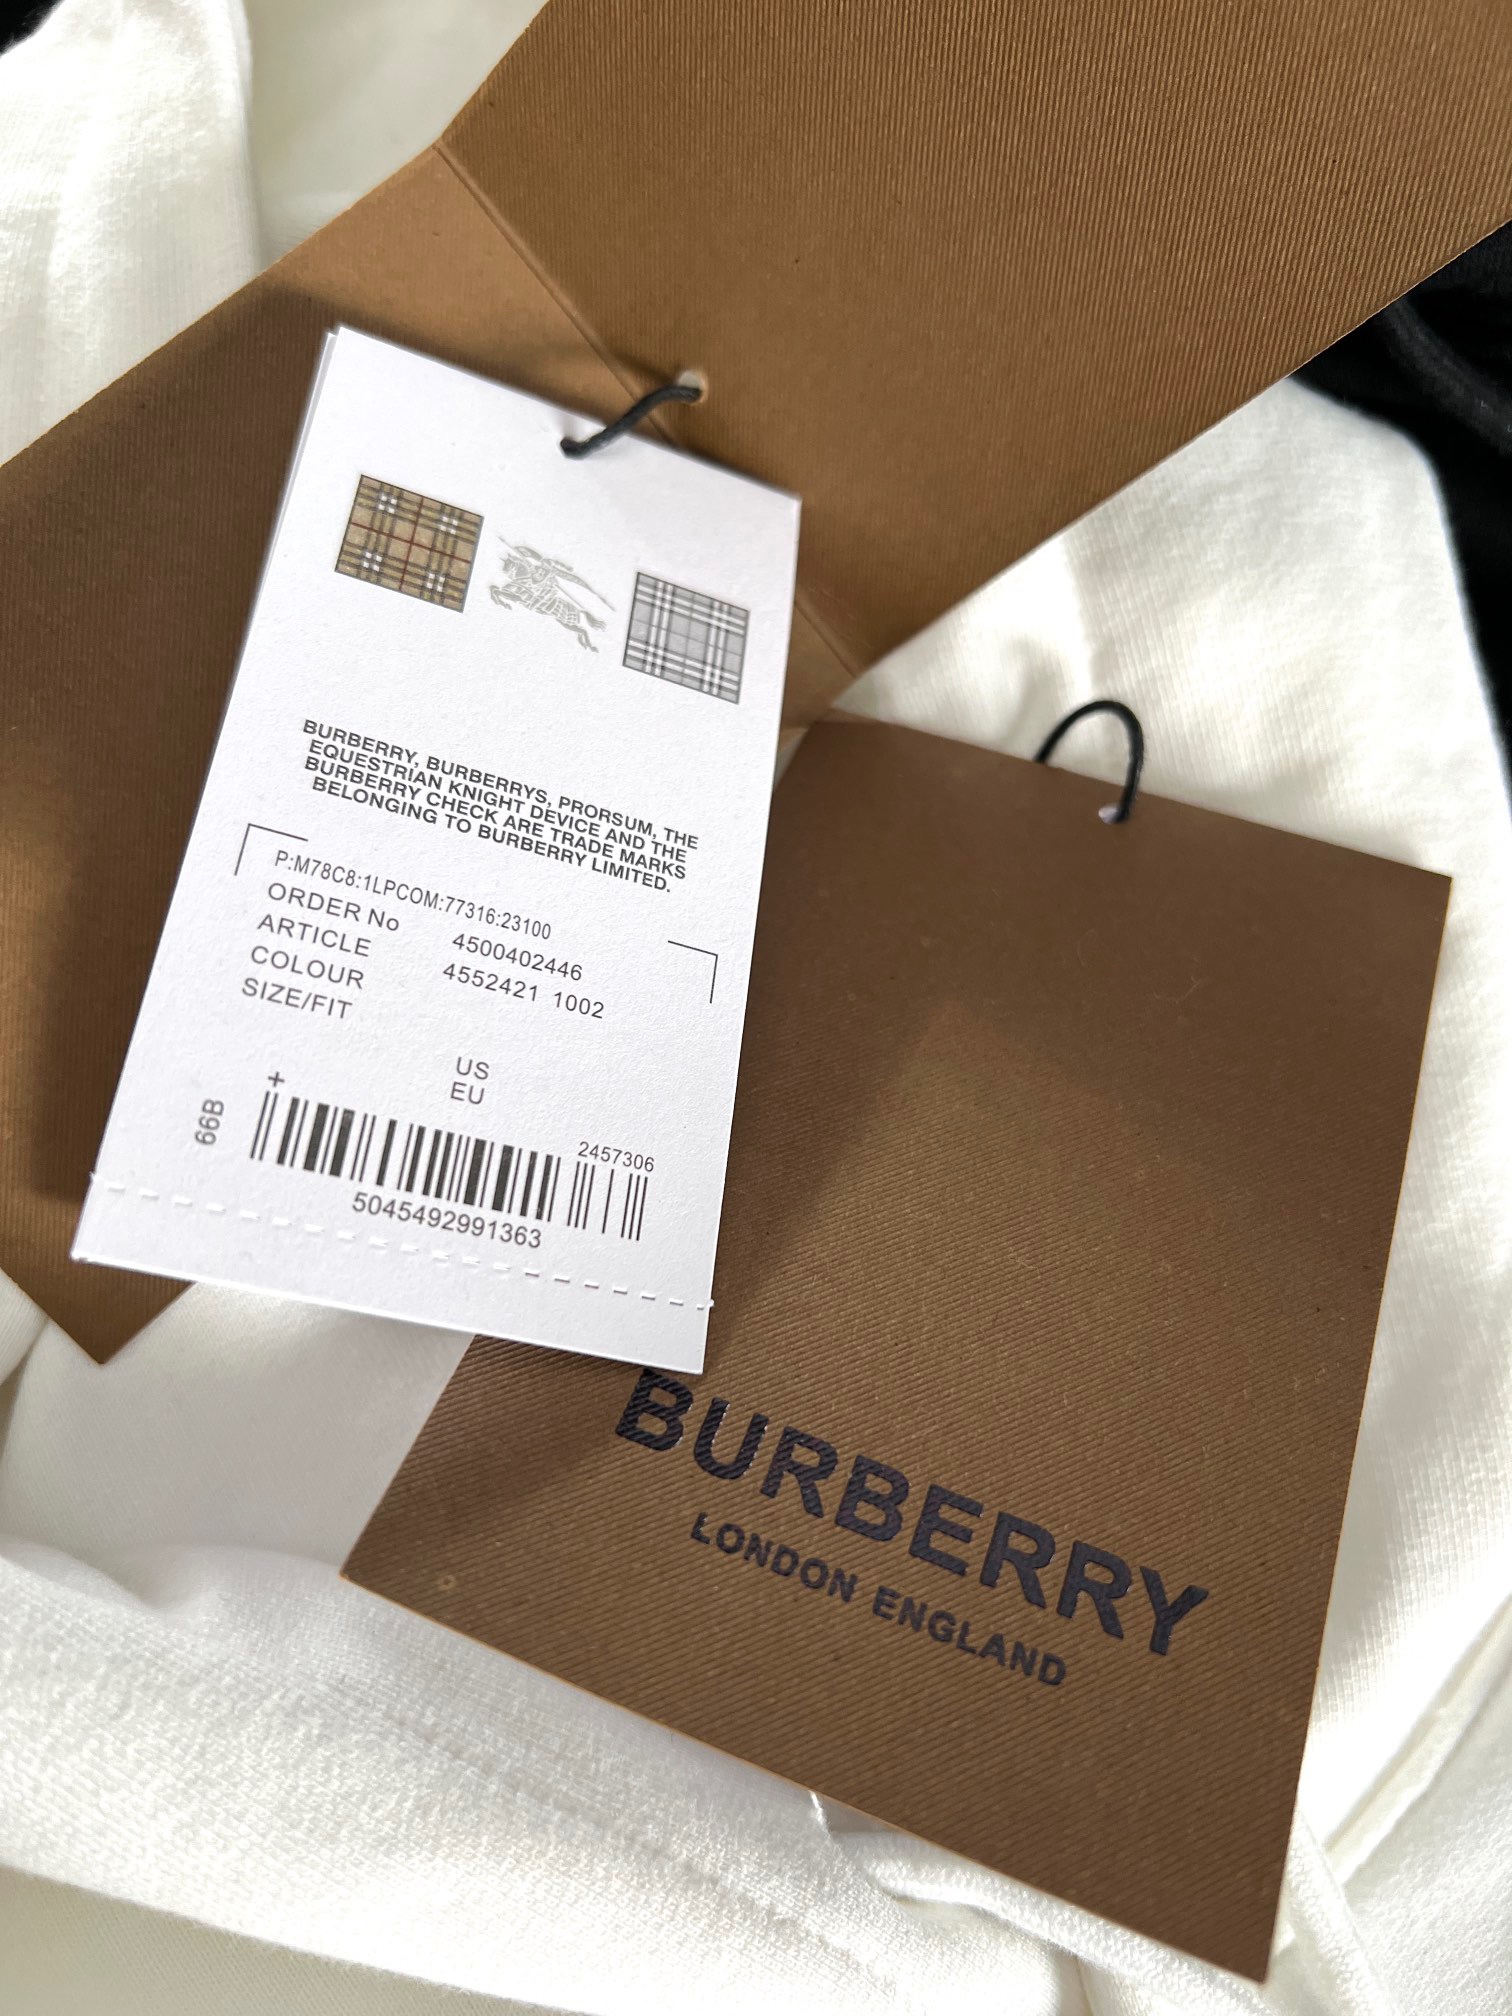 BURBERRY, BURBERRYS, PRORSUM, THE
EQUESTRIAN KNIGHT DEVICE AND THE
BURBERRY CHECK ARE TRADE MARKS
BELONGING TO BURBERRY LIMITED.
P:M78C8:1LPCOM:77316:23100
ORDER No 4500402446
ARTICLE 4552421 1002
COLOUR
SIZE/FIT
US
EU
+
66B
2457306
5045492991363
BURBERRY
LONDON ENGLAND